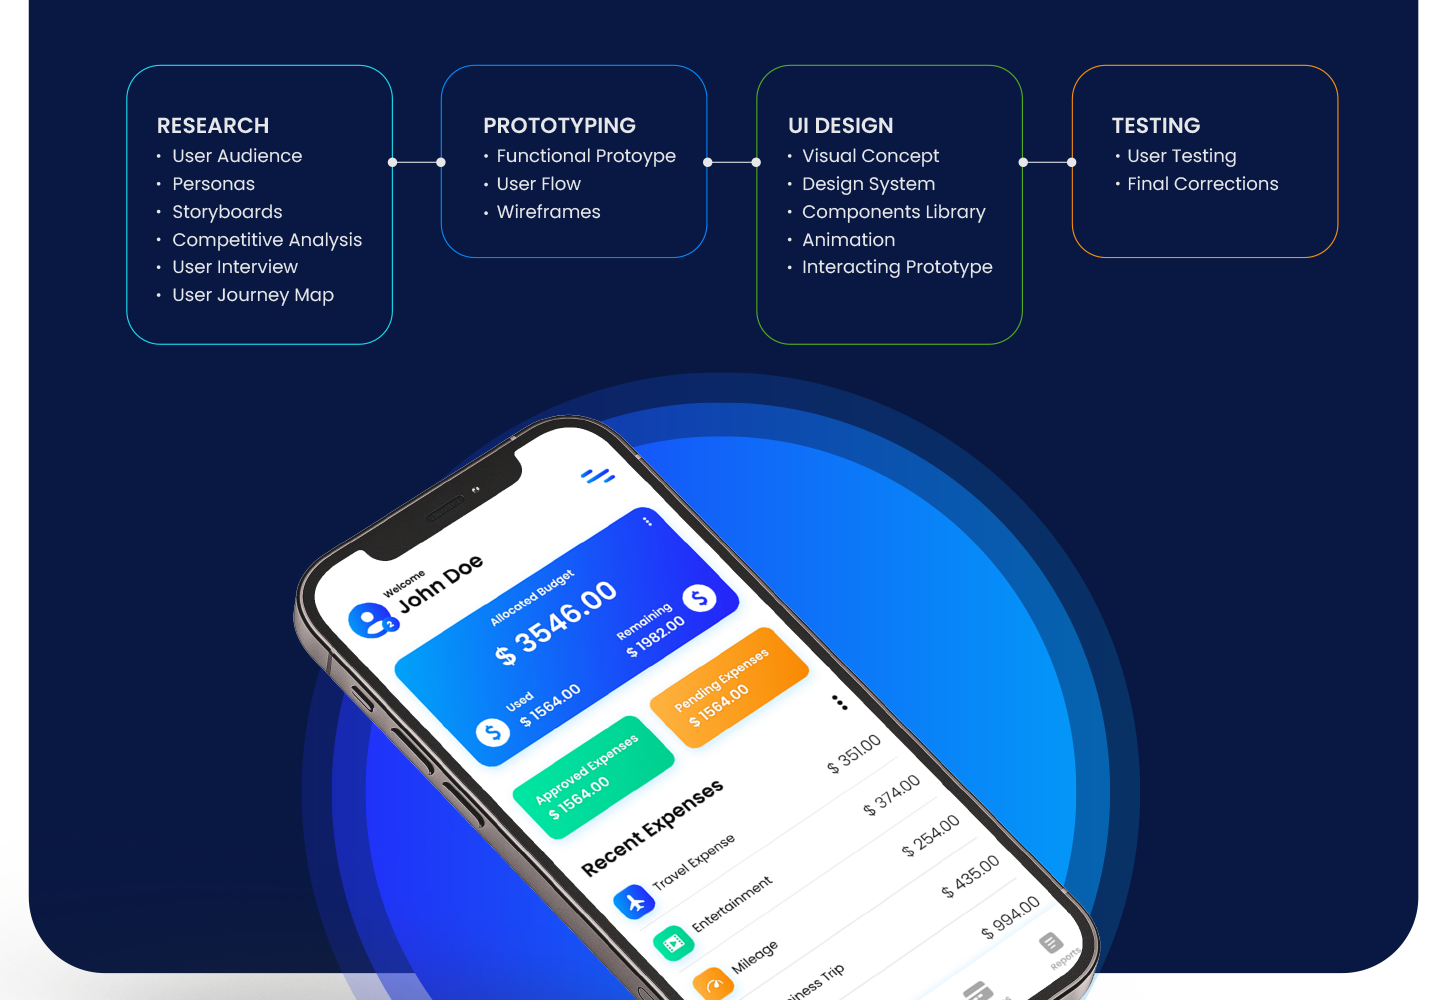 RESEARCH
• User Audience
• Personas
• Storyboards
• Competitive Analysis
• User Interview
• User Journey Map
PROTOTYPING
• Functional Protoype
• User Flow
• Wireframes
UI DESIGN
• Visual Concept
• Design System
• Components Library
• Animation
• Interacting Prototype
TESTING
• User Testing
• Final Corrections
Welcome
John Doe
2
Allocated Budget
$ 3546.00
Used
$ 1564.00
Remaining
$ 1982.00
Approved Expenses
$ 1564.00
Pending Expenses
$ 1564.00
Recent Expenses
Travel Expense $ 351.00
Entertainment $ 374.00
Mileage $ 254.00
Trip $ 435.00
$ 994.00
Reports